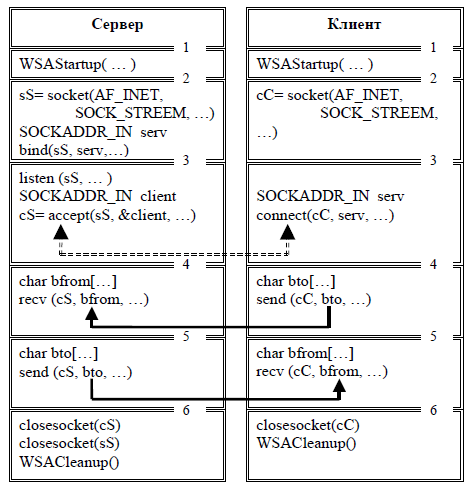 Сервер
1
WSAStartup( … )
2
sS= socket(AF_INET,
SOCK_STREEM, …)
SOCKADDR_IN serv
bind(sS, serv,…)
3
listen (sS, … )
SOCKADDR_IN client
cS= accept(sS, &client, …)
4
char bfrom[…]
recv (cS, bfrom, …)
5
char bto[…]
send (cS, bto, …)
6
closesocket(cS)
closesocket(sS)
WSACleanup()
Клиент
1
WSAStartup( … )
2
cC= socket(AF_INET,
SOCK_STREEM,
…)
3
SOCKADDR_IN serv
connect(cC, serv, …)
4
char bto[…]
send (cC, bto, …)
5
char bfrom[…]
recv (cC, bfrom, …)
6
closesocket(cC)
WSACleanup()